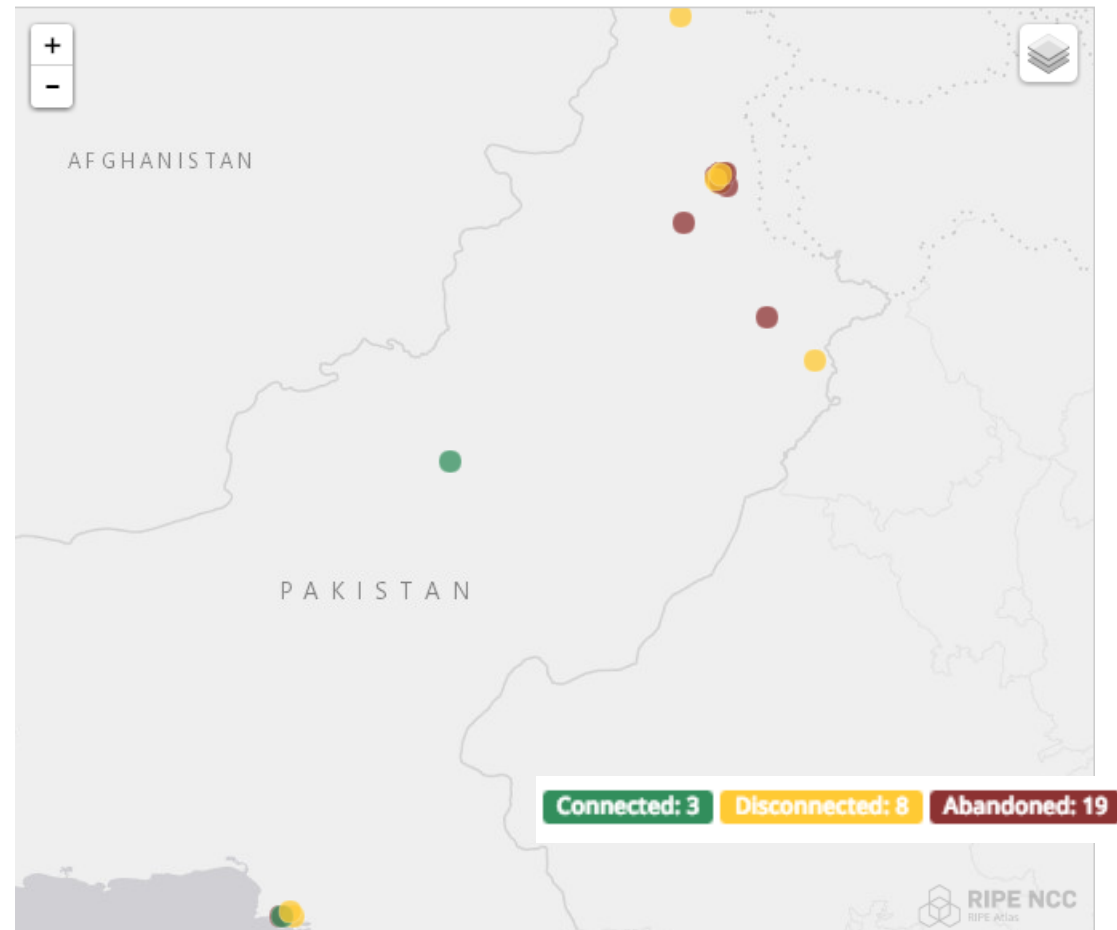 +
-
AFGHANISTAN
PAKISTAN
Connected: 3 Disconnected: 8 Abandoned: 19
RIPE NCC
RIPE Atlas